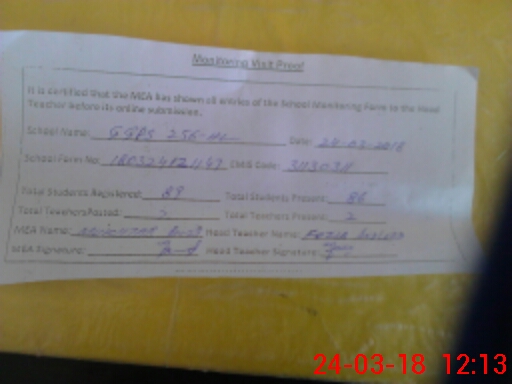 Monitoring Visit Proof
It is certified that the MEA has shown all entries of the School Monitoring Form to the Head
Teacher before its online submission.
School Name: GGPS 256-HL Date: 24-03-2018
School Form No: EMIS Code:
Total Students Registered: 89 Total Students Present: 86
Total Teachers Posted: 2 Total Teachers Present: 2
MEA Name: Head Teacher Name:
MEA Signature: Head Teacher Signature:
24-03-18 12:13